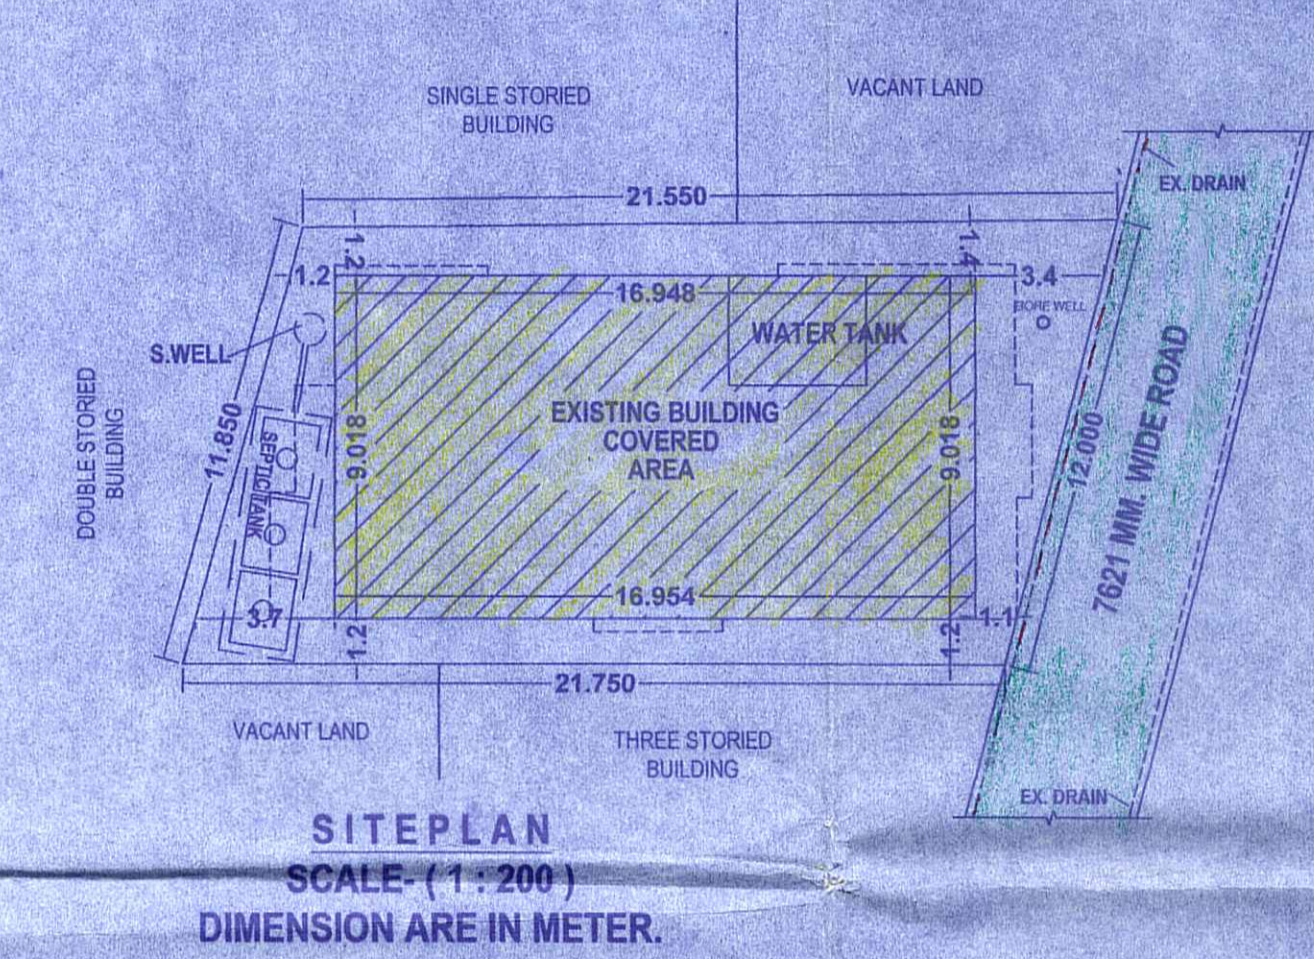 SINGLE STORIED
BUILDING
VACANT LAND
EX. DRAIN
21.550
1.2
1.4
1.2
3.4
16.948
BORE WELL
WATER TANK
S.WELL
EXISTING BUILDING
COVERED
AREA
DOUBLE STORIED
BUILDING
11.850
SEPTIC TANK
9.018
9.018
12.000
7621 MM. WIDE ROAD
16.954
3.7
1.2
1.2
1.1
21.750
VACANT LAND
THREE STORIED
BUILDING
EX. DRAIN
SITEPLAN
SCALE- ( 1 : 200 )
DIMENSION ARE IN METER.